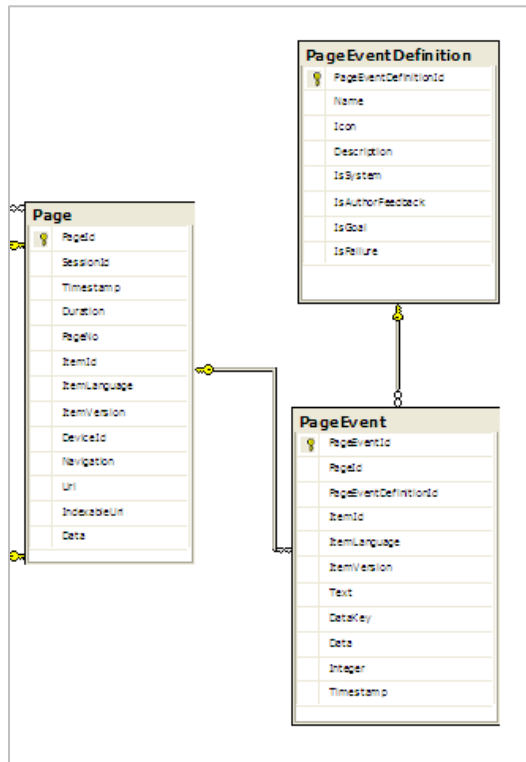 PageEventDefinition
PageEventDefinitionId
Name
Icon
Description
IsSystem
IsAuthorFeedback
IsGoal
IsFailure
Page
PageId
SessionId
Timestamp
Duration
PageNo
ItemId
ItemLanguage
ItemVersion
DeviceId
Navigation
Url
IndexableUrl
Data
PageEvent
PageEventId
PageId
PageEventDefinitionId
ItemId
ItemLanguage
ItemVersion
Text
DataKey
Data
Integer
Timestamp